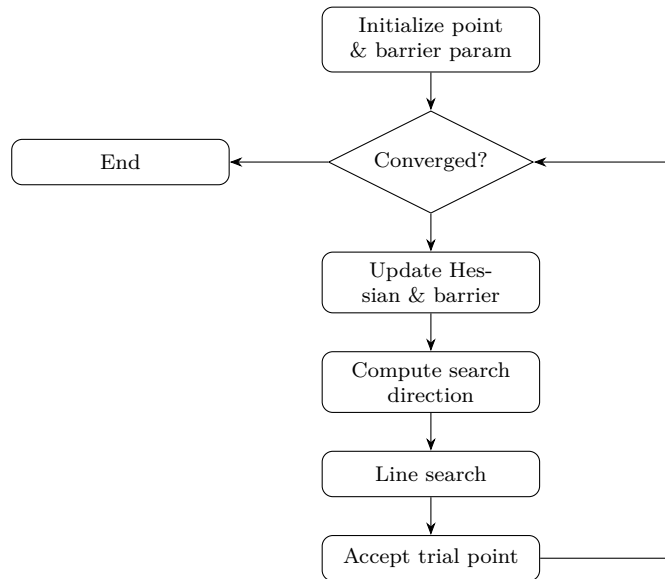 Initialize point
& barrier param
Converged?
End
Update Hes-
sian & barrier
Compute search
direction
Line search
Accept trial point